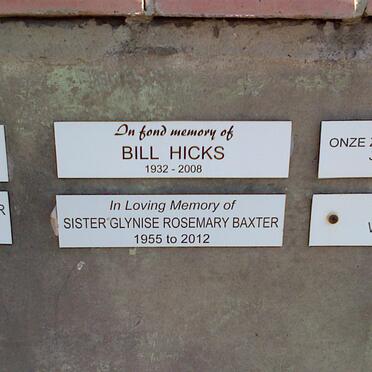 In fond memory of
BILL HICKS
1932 - 2008
In Loving Memory of
SISTER GLYNISE ROSEMARY BAXTER
1955 to 2012
ONZE